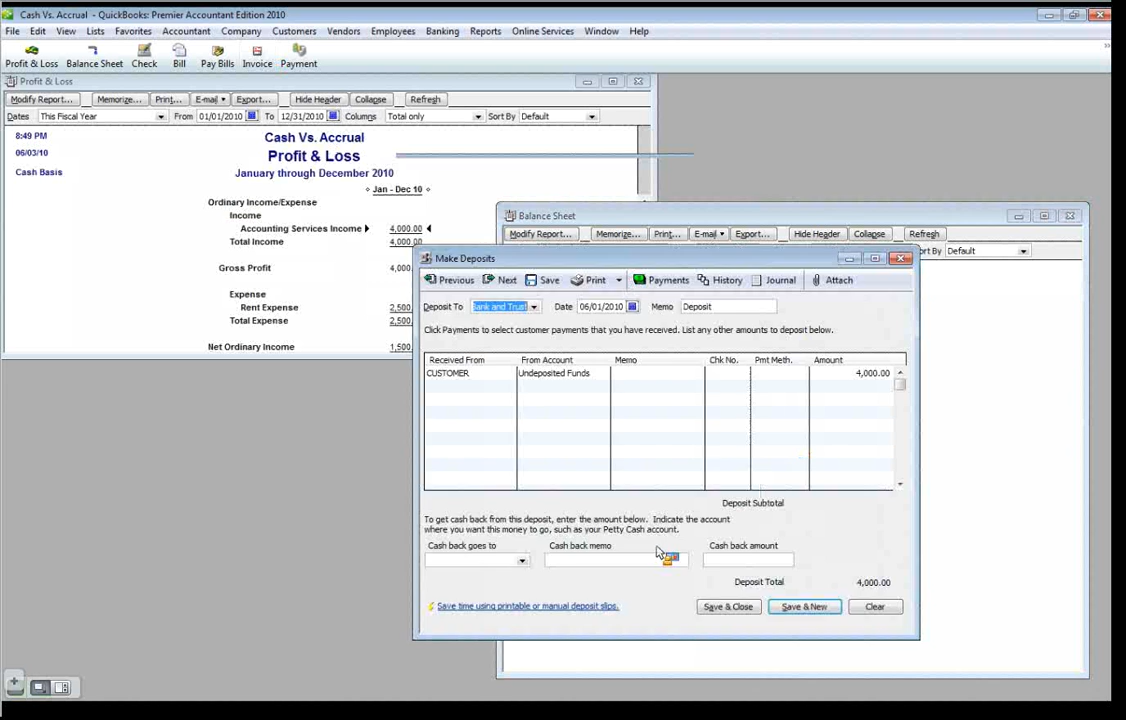 Cash Vs. Accrual - QuickBooks: Premier Accountant Edition 2010
File Edit View Lists Favorites Accountant Company Customers Vendors Employees Banking Reports Online Services Window Help
Profit & Loss Balance Sheet Check Bill Pay Bills Invoice Payment
Profit & Loss
Modify Report... Memorize... Print... E-mail Export... Hide Header Collapse Refresh
Dates This Fiscal Year From 01/01/2010 To 12/31/2010 Columns Total only Sort By Default
8:49 PM
06/03/10
Cash Basis
Cash Vs. Accrual
Profit & Loss
January through December 2010
Jan - Dec 10
Ordinary Income/Expense
Income
Accounting Services Income 4,000.00
Total Income 4,000.00
Gross Profit 4,000.
Expense
Rent Expense 2,500.
Total Expense 2,500.
Net Ordinary Income 1,500.
Balance Sheet
Modify Report... Memorize... Print... E-mail Export... Hide Header Collapse Refresh
Sort By Default
Make Deposits
Previous Next Save Print Payments History Journal Attach
Deposit To Bank and Trust Date 06/01/2010 Memo Deposit
Click Payments to select customer payments that you have received. List any other amounts to deposit below.
Received From From Account Memo Chk No. Pmt Meth. Amount
CUSTOMER Undeposited Funds 4,000.00
Deposit Subtotal
To get cash back from this deposit, enter the amount below. Indicate the account
where you want this money to go, such as your Petty Cash account.
Cash back goes to Cash back memo Cash back amount
Deposit Total 4,000.00
Save time using printable or manual deposit slips. Save & Close Save & New Clear